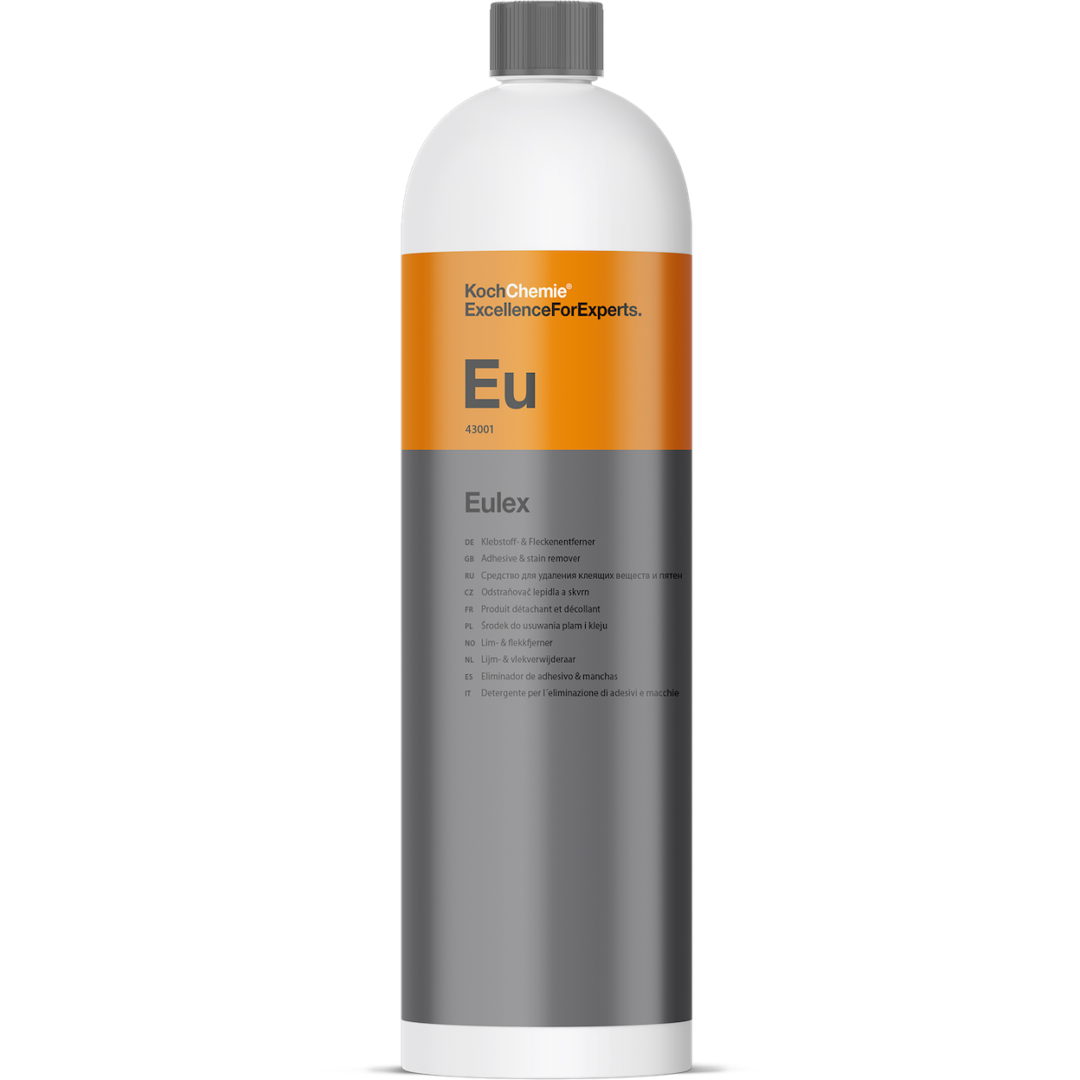 KochChemie®
ExcellenceForExperts.
Eu
43001
Eulex
DE Klebstoff- & Fleckenentferner
GB Adhesive & stain remover
RU Средство для удаления клеящих веществ и пятен
CZ Odstraňovač lepidla a skvrn
FR Produit détachant et décollant
PL Środek do usuwania plam i kleju
NO Lim- & flekkfjerner
NL Lijm- & vlekverwijderaar
ES Eliminador de adhesivo & manchas
IT Detergente per l´eliminazione di adesivi e macchie